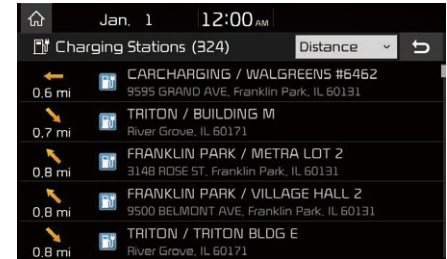 Jan. 1 12:00 AM
Charging Stations (324) Distance
CARCHARGING / WALGREENS #6462
0.6 mi 9595 GRAND AVE, Franklin Park, IL 60131
TRITON / BUILDING M
0.7 mi River Grove, IL 60171
FRANKLIN PARK / METRA LOT 2
0.8 mi 3148 ROSE ST, Franklin Park, IL 60131
FRANKLIN PARK / VILLAGE HALL 2
0.8 mi 9500 BELMONT AVE, Franklin Park, IL 60131
TRITON / TRITON BLDG E
0.8 mi River Grove, IL 60171